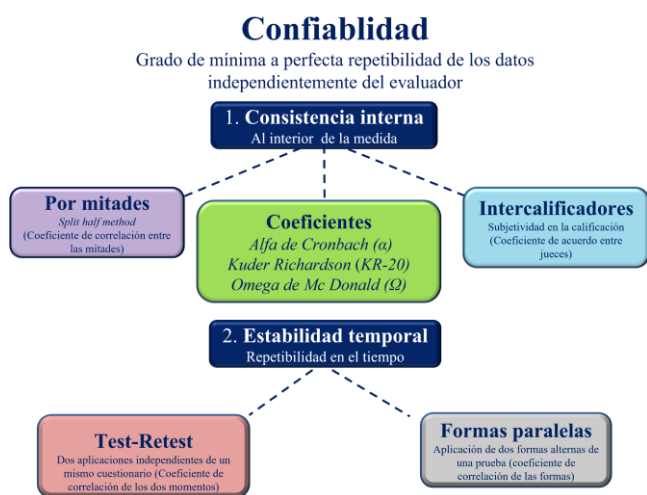 Confiablidad
Grado de mínima a perfecta repetibilidad de los datos
independientemente del evaluador
1. Consistencia interna
Al interior de la medida
Por mitades
Split half method
(Coeficiente de correlación entre
las mitades)
Coeficientes
Alfa de Cronbach (α)
Kuder Richardson (KR-20)
Omega de Mc Donald (Ω)
Intercalificadores
Subjetividad en la calificación
(Coeficiente de acuerdo entre
jueces)
2. Estabilidad temporal
Repetibilidad en el tiempo
Test-Retest
Dos aplicaciones independientes de un
mismo cuestionario (Coeficiente de
correlación de los dos momentos)
Formas paralelas
Aplicación de dos formas alternas de
una prueba (coeficiente de
correlación de las formas)